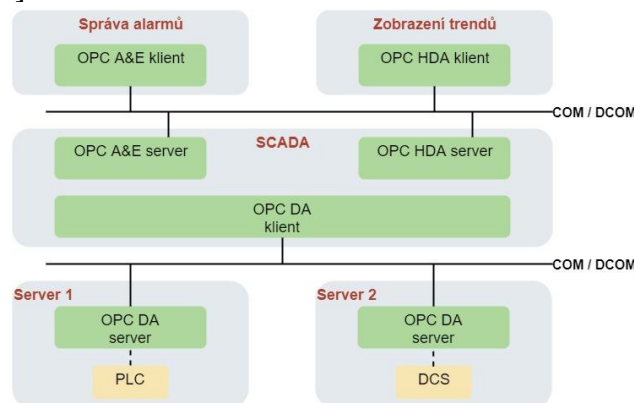 Správa alarmů
Zobrazení trendů
OPC A&E klient
OPC HDA klient
COM / DCOM
OPC A&E server
SCADA
OPC HDA server
OPC DA
klient
COM / DCOM
Server 1
Server 2
OPC DA
server
OPC DA
server
PLC
DCS